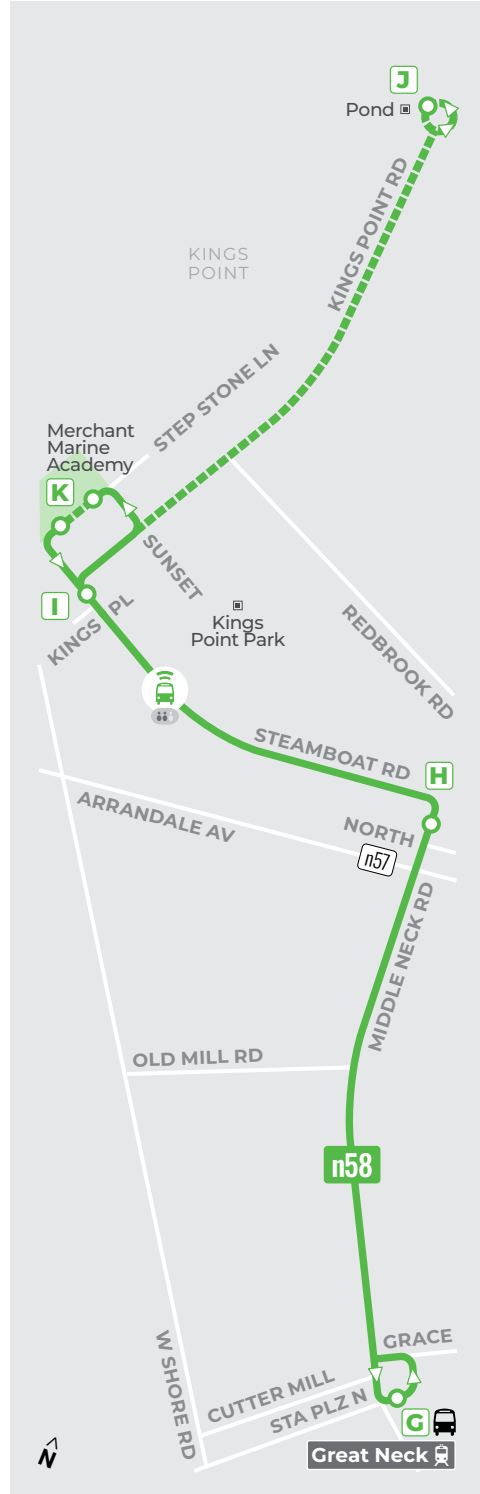 J
Pond
KINGS POINT RD
KINGS
POINT
STEP STONE LN
Merchant
Marine
Academy
K
SUNSET
I
KINGS PL
Kings
Point Park
REDBROOK RD
STEAMBOAT RD
H
ARRANDALE AV
NORTH
n57
MIDDLE NECK RD
OLD MILL RD
n58
GRACE
W SHORE RD
CUTTER MILL
STA PLZ N
G
Great Neck
N